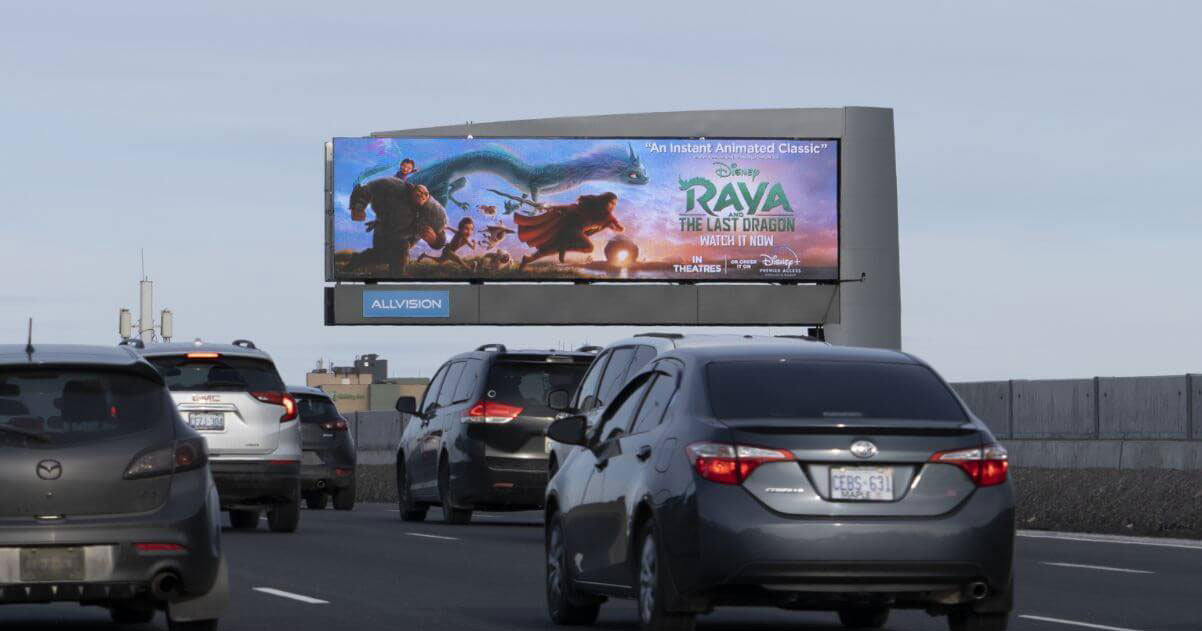 "An Instant Animated Classic"
Disney
RAYA
AND
THE LAST DRAGON
WATCH IT NOW
IN
THEATRES
OR ORDER
IT ON
Disney+
PREMIER ACCESS
ALLVISION
GMC
CEBS·631